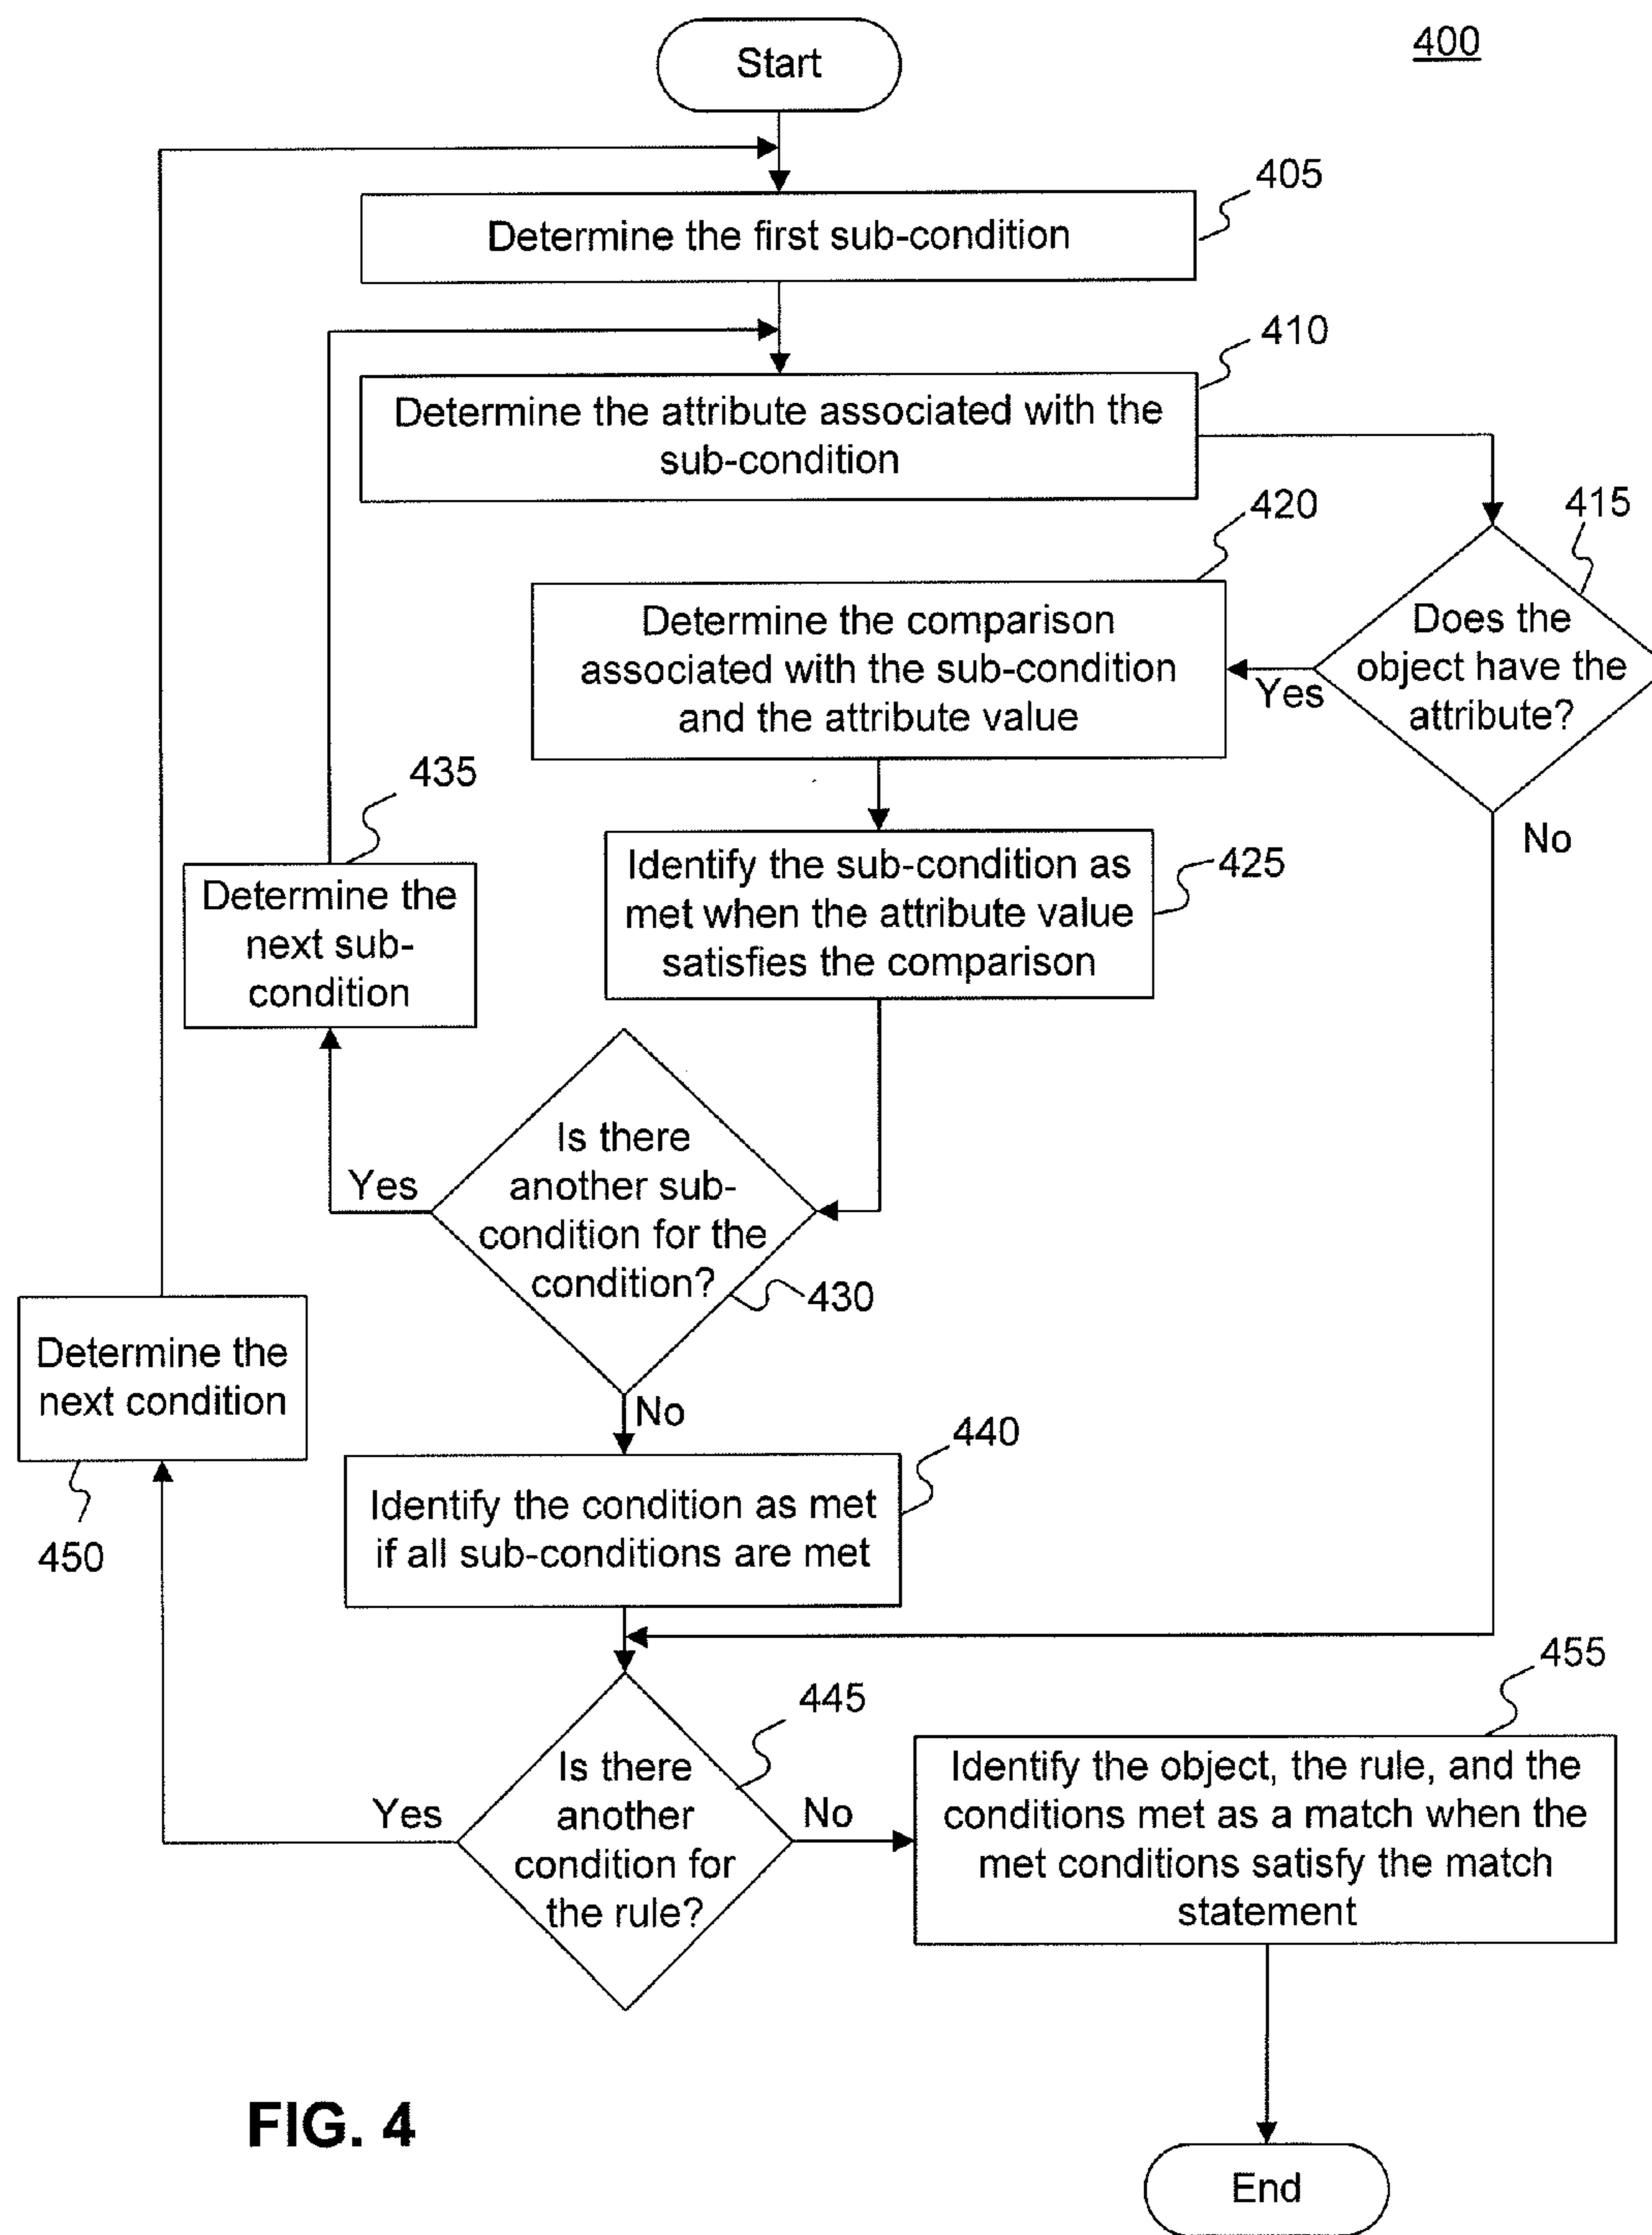 400
Start
405
Determine the first sub-condition
410
Determine the attribute associated with the
sub-condition
415
Does the
object have the
attribute?
Yes
No
420
Determine the comparison
associated with the sub-condition
and the attribute value
425
Identify the sub-condition as
met when the attribute value
satisfies the comparison
435
Determine the
next sub-
condition
Is there
another sub-
condition for the
condition?
430
Yes
No
Determine the
next condition
450
440
Identify the condition as met
if all sub-conditions are met
445
Is there
another
condition for
the rule?
Yes
No
455
Identify the object, the rule, and the
conditions met as a match when the
met conditions satisfy the match
statement
End
FIG. 4